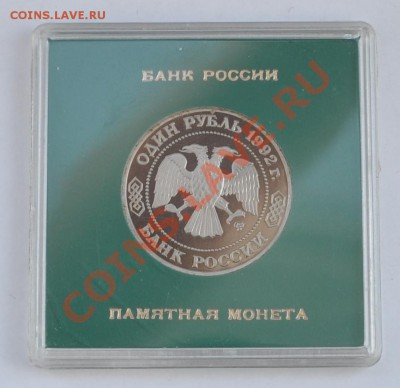 COINS.LAVE.RU
БАНК РОССИИ
ОДИН РУБЛЬ 1992 г.
БАНК РОССИИ
ПАМЯТНАЯ МОНЕТА
COINS.LAVE.RU